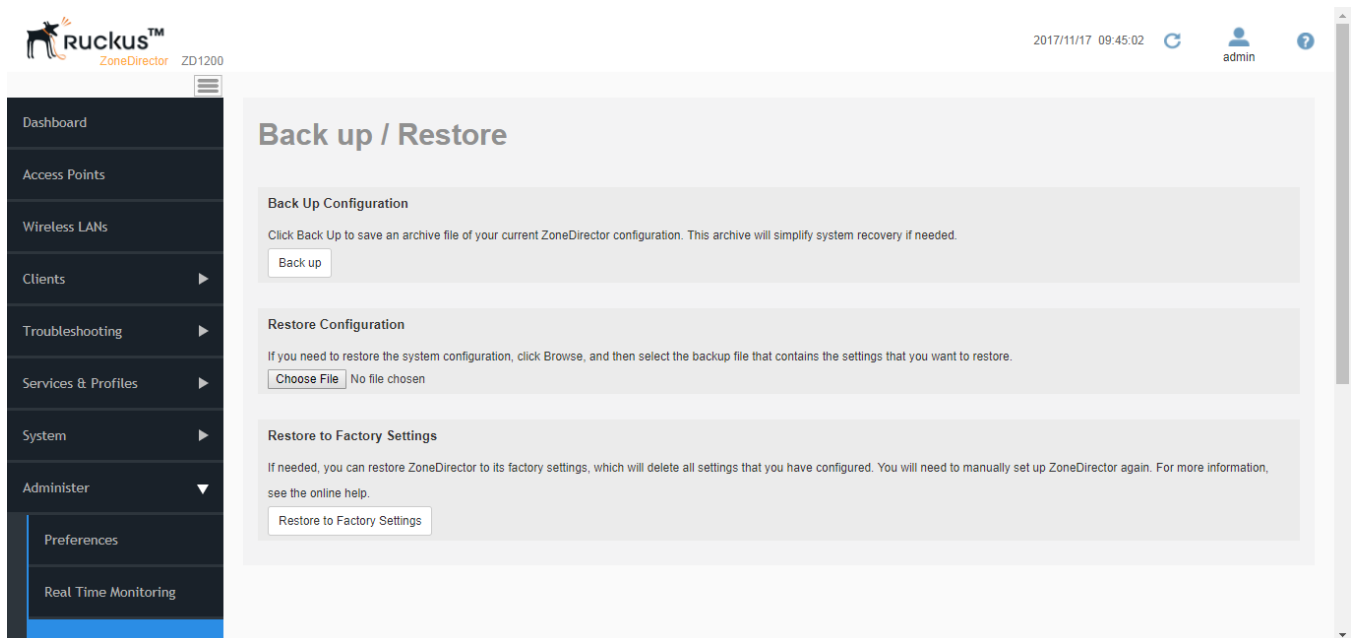 RUCKUS™
ZoneDirector ZD1200
2017/11/17 09:45:02
admin
?
Dashboard
Access Points
Wireless LANs
Clients
Troubleshooting
Services & Profiles
System
Administer
Preferences
Real Time Monitoring
Back up / Restore
Back Up Configuration
Click Back Up to save an archive file of your current ZoneDirector configuration. This archive will simplify system recovery if needed.
Back up
Restore Configuration
If you need to restore the system configuration, click Browse, and then select the backup file that contains the settings that you want to restore.
Choose File No file chosen
Restore to Factory Settings
If needed, you can restore ZoneDirector to its factory settings, which will delete all settings that you have configured. You will need to manually set up ZoneDirector again. For more information,
see the online help.
Restore to Factory Settings